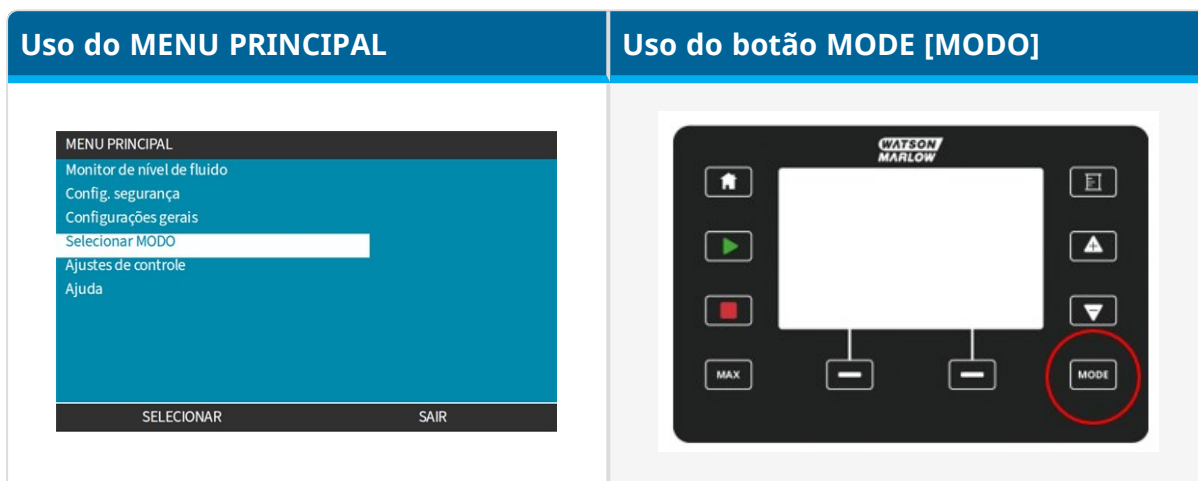 Uso do MENU PRINCIPAL
Uso do botão MODE [MODO]
MENU PRINCIPAL
Monitor de nível de fluido
Config. segurança
Configurações gerais
Selecionar MODO
Ajustes de controle
Ajuda
SELECIONAR
SAIR
WATSON
MARLOW
MAX
MODE